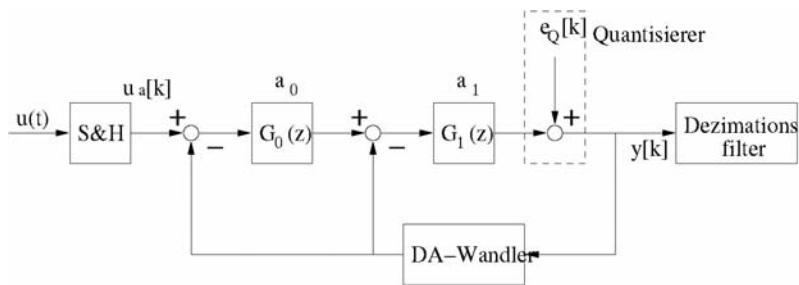 e_Q[k] Quantisierer
u_a[k]
a_0
a_1
u(t)
S&H
+
−
G_0(z)
+
−
G_1(z)
+
y[k]
Dezimations
filter
DA−Wandler